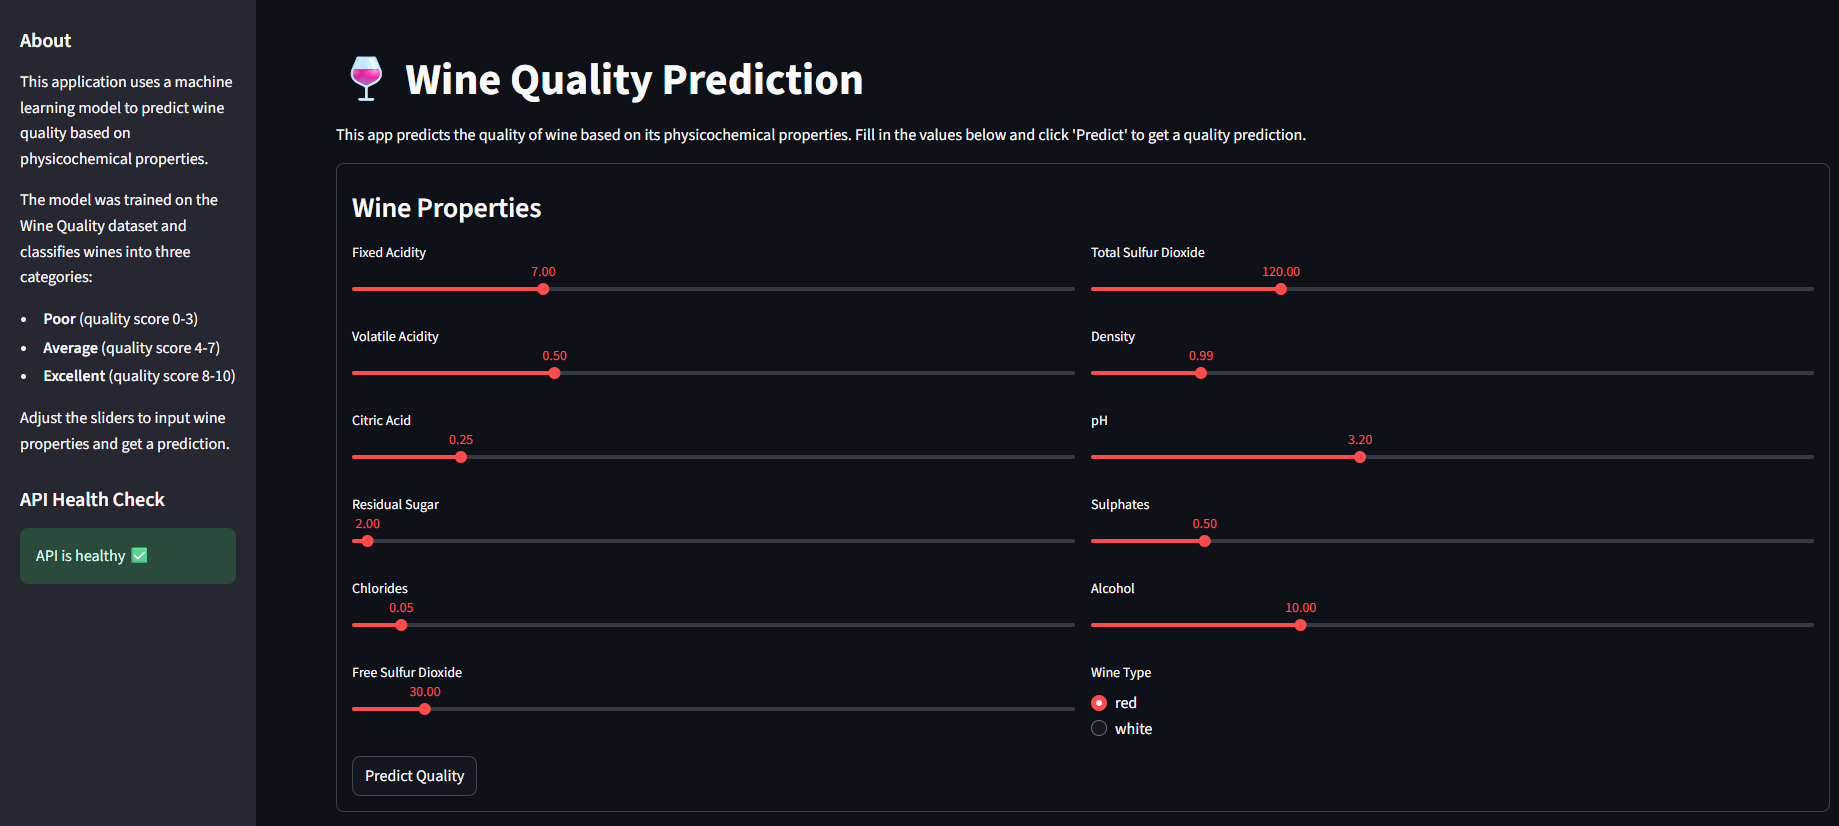 About
This application uses a machine
learning model to predict wine
quality based on
physicochemical properties.
The model was trained on the
Wine Quality dataset and
classifies wines into three
categories:
• Poor (quality score 0-3)
• Average (quality score 4-7)
• Excellent (quality score 8-10)
Adjust the sliders to input wine
properties and get a prediction.
API Health Check
API is healthy ✅
🍷 Wine Quality Prediction
This app predicts the quality of wine based on its physicochemical properties. Fill in the values below and click 'Predict' to get a quality prediction.
Wine Properties
Fixed Acidity
7.00
Volatile Acidity
0.50
Citric Acid
0.25
Residual Sugar
2.00
Chlorides
0.05
Free Sulfur Dioxide
30.00
Total Sulfur Dioxide
120.00
Density
0.99
pH
3.20
Sulphates
0.50
Alcohol
10.00
Wine Type
red
white
Predict Quality